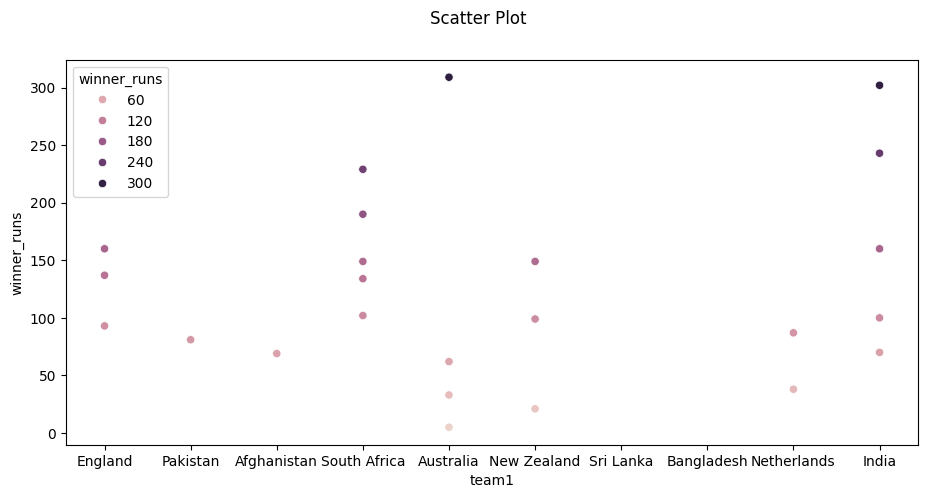 Scatter Plot
winner_runs
60
120
180
240
300
winner_runs
300
250
200
150
100
50
0
England Pakistan Afghanistan South Africa Australia New Zealand Sri Lanka Bangladesh Netherlands India
team1